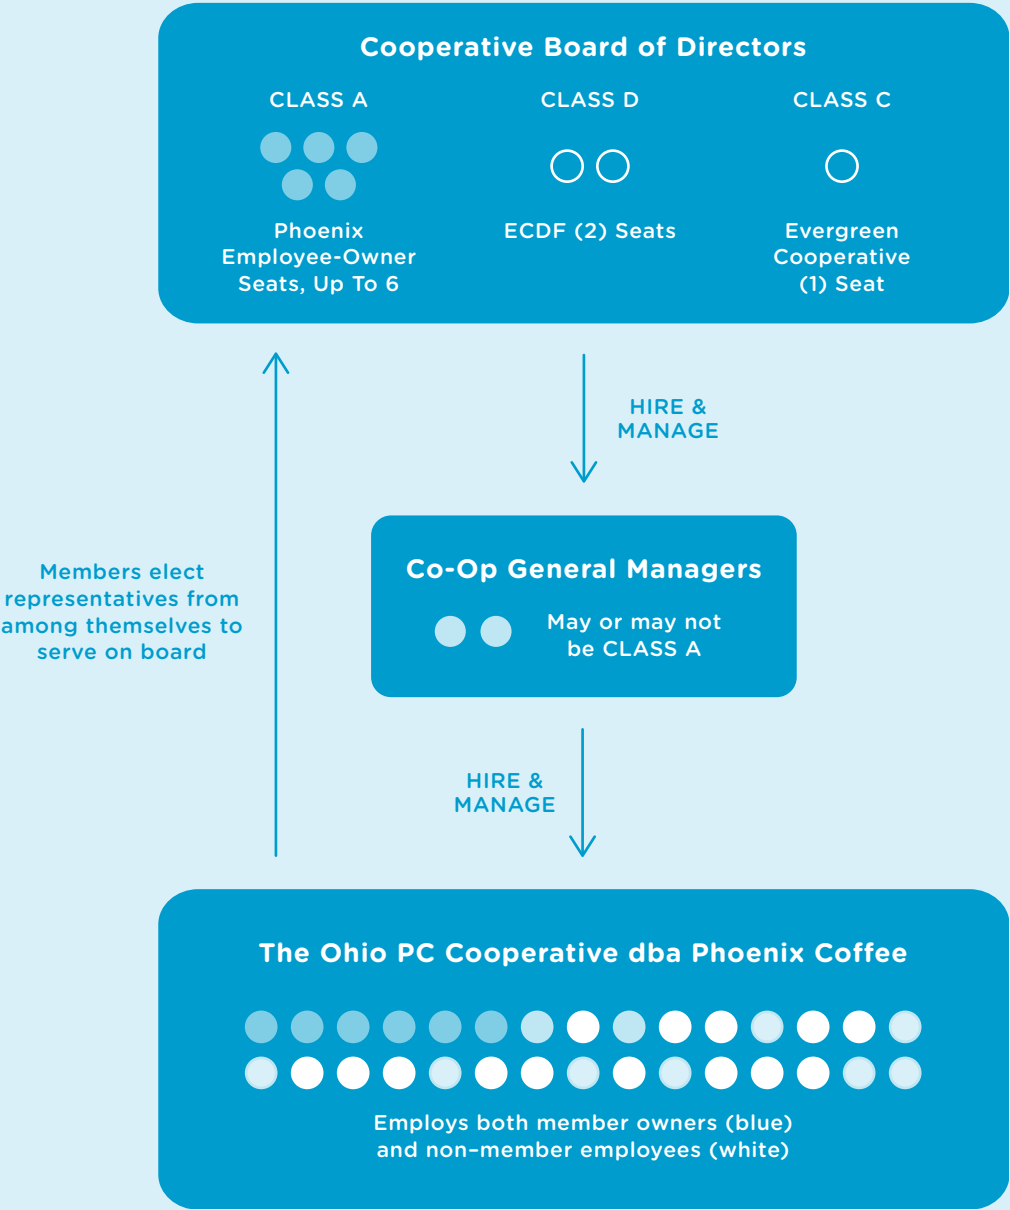 Cooperative Board of Directors
CLASS A
Phoenix
Employee-Owner
Seats, Up To 6
CLASS D
ECDF (2) Seats
CLASS C
Evergreen
Cooperative
(1) Seat
HIRE &
MANAGE
Members elect
representatives from
among themselves to
serve on board
Co-Op General Managers
May or may not
be CLASS A
HIRE &
MANAGE
The Ohio PC Cooperative dba Phoenix Coffee
Employs both member owners (blue)
and non–member employees (white)